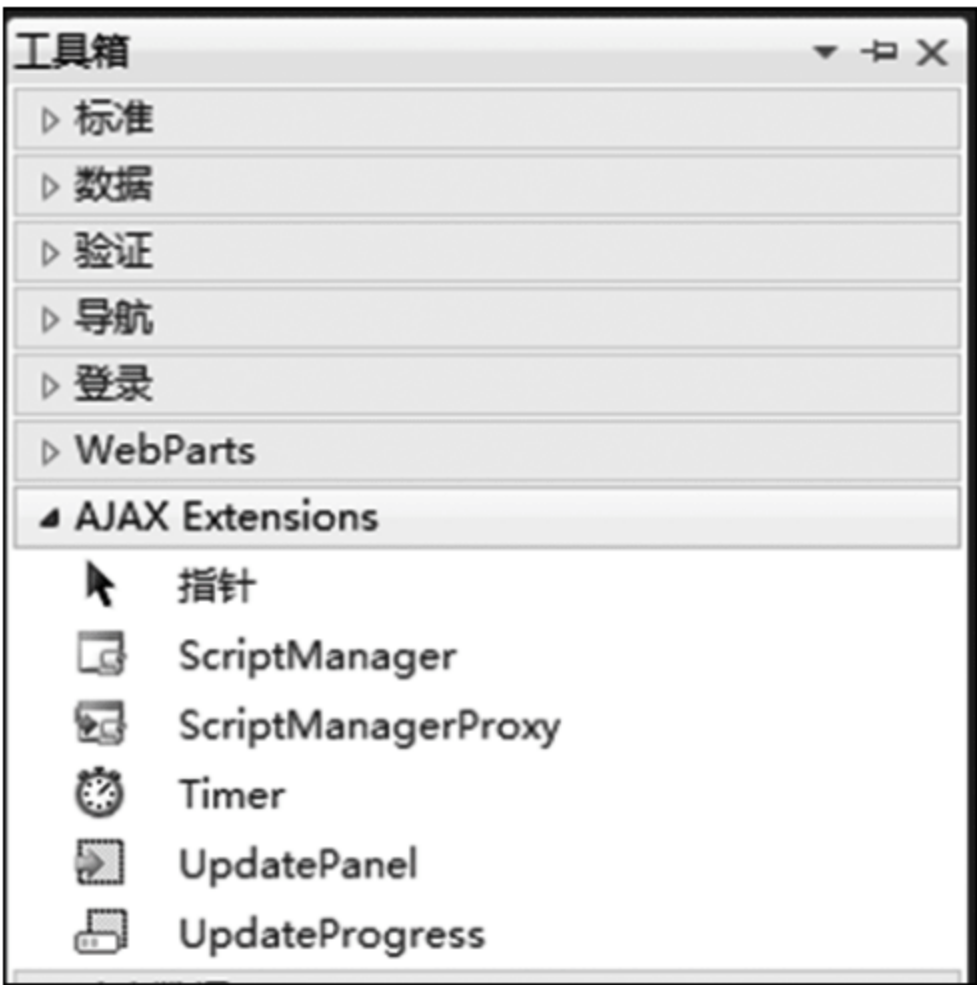 工具箱
标准
数据
验证
导航
登录
WebParts
AJAX Extensions
指针
ScriptManager
ScriptManagerProxy
Timer
UpdatePanel
UpdateProgress